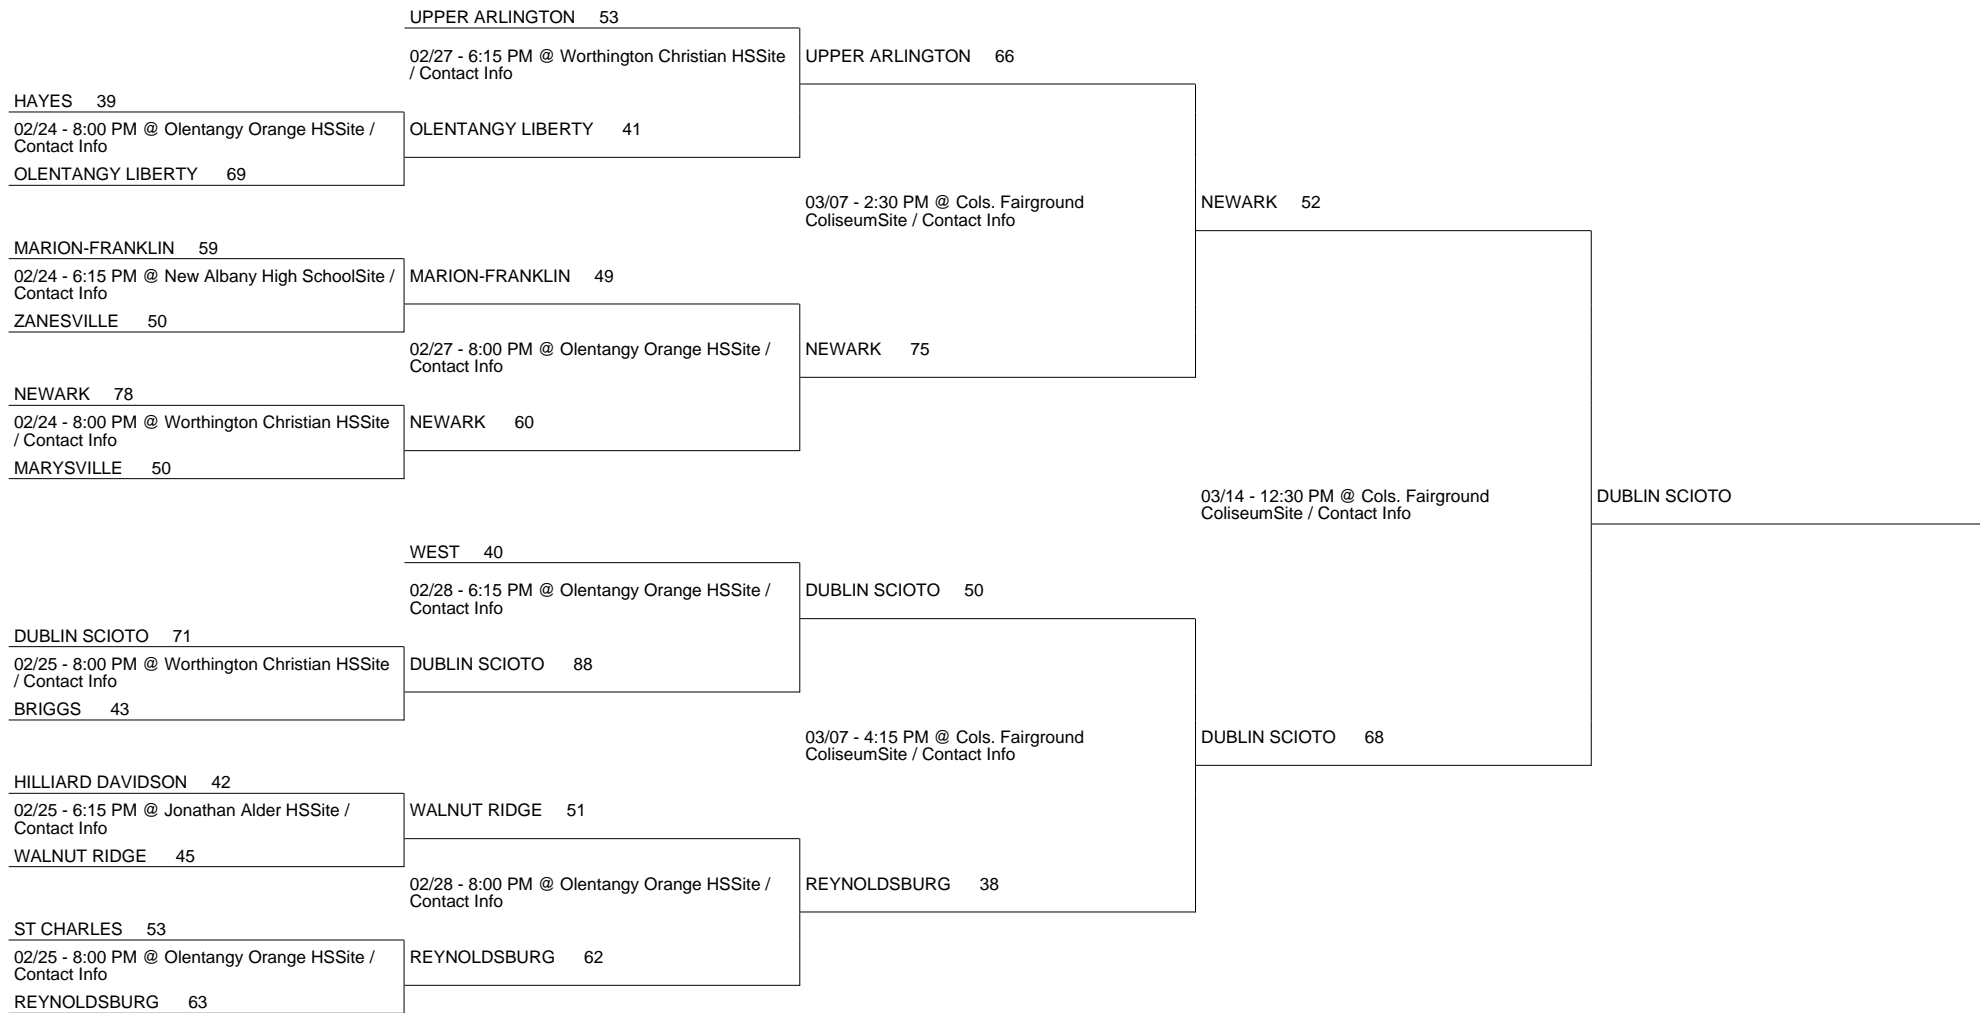 UPPER ARLINGTON 53
02/27 - 6:15 PM @ Worthington Christian HSSite
/ Contact Info
UPPER ARLINGTON 66
HAYES 39
02/24 - 8:00 PM @ Olentangy Orange HSSite /
Contact Info
OLENTANGY LIBERTY 41
OLENTANGY LIBERTY 69
03/07 - 2:30 PM @ Cols. Fairground
ColiseumSite / Contact Info
NEWARK 52
MARION-FRANKLIN 59
02/24 - 6:15 PM @ New Albany High SchoolSite /
Contact Info
MARION-FRANKLIN 49
ZANESVILLE 50
02/27 - 8:00 PM @ Olentangy Orange HSSite /
Contact Info
NEWARK 75
NEWARK 78
02/24 - 8:00 PM @ Worthington Christian HSSite
/ Contact Info
NEWARK 60
MARYSVILLE 50
03/14 - 12:30 PM @ Cols. Fairground
ColiseumSite / Contact Info
DUBLIN SCIOTO
WEST 40
02/28 - 6:15 PM @ Olentangy Orange HSSite /
Contact Info
DUBLIN SCIOTO 50
DUBLIN SCIOTO 71
02/25 - 8:00 PM @ Worthington Christian HSSite
/ Contact Info
DUBLIN SCIOTO 88
BRIGGS 43
03/07 - 4:15 PM @ Cols. Fairground
ColiseumSite / Contact Info
DUBLIN SCIOTO 68
HILLIARD DAVIDSON 42
02/25 - 6:15 PM @ Jonathan Alder HSSite /
Contact Info
WALNUT RIDGE 51
WALNUT RIDGE 45
02/28 - 8:00 PM @ Olentangy Orange HSSite /
Contact Info
REYNOLDSBURG 38
ST CHARLES 53
02/25 - 8:00 PM @ Olentangy Orange HSSite /
Contact Info
REYNOLDSBURG 62
REYNOLDSBURG 63